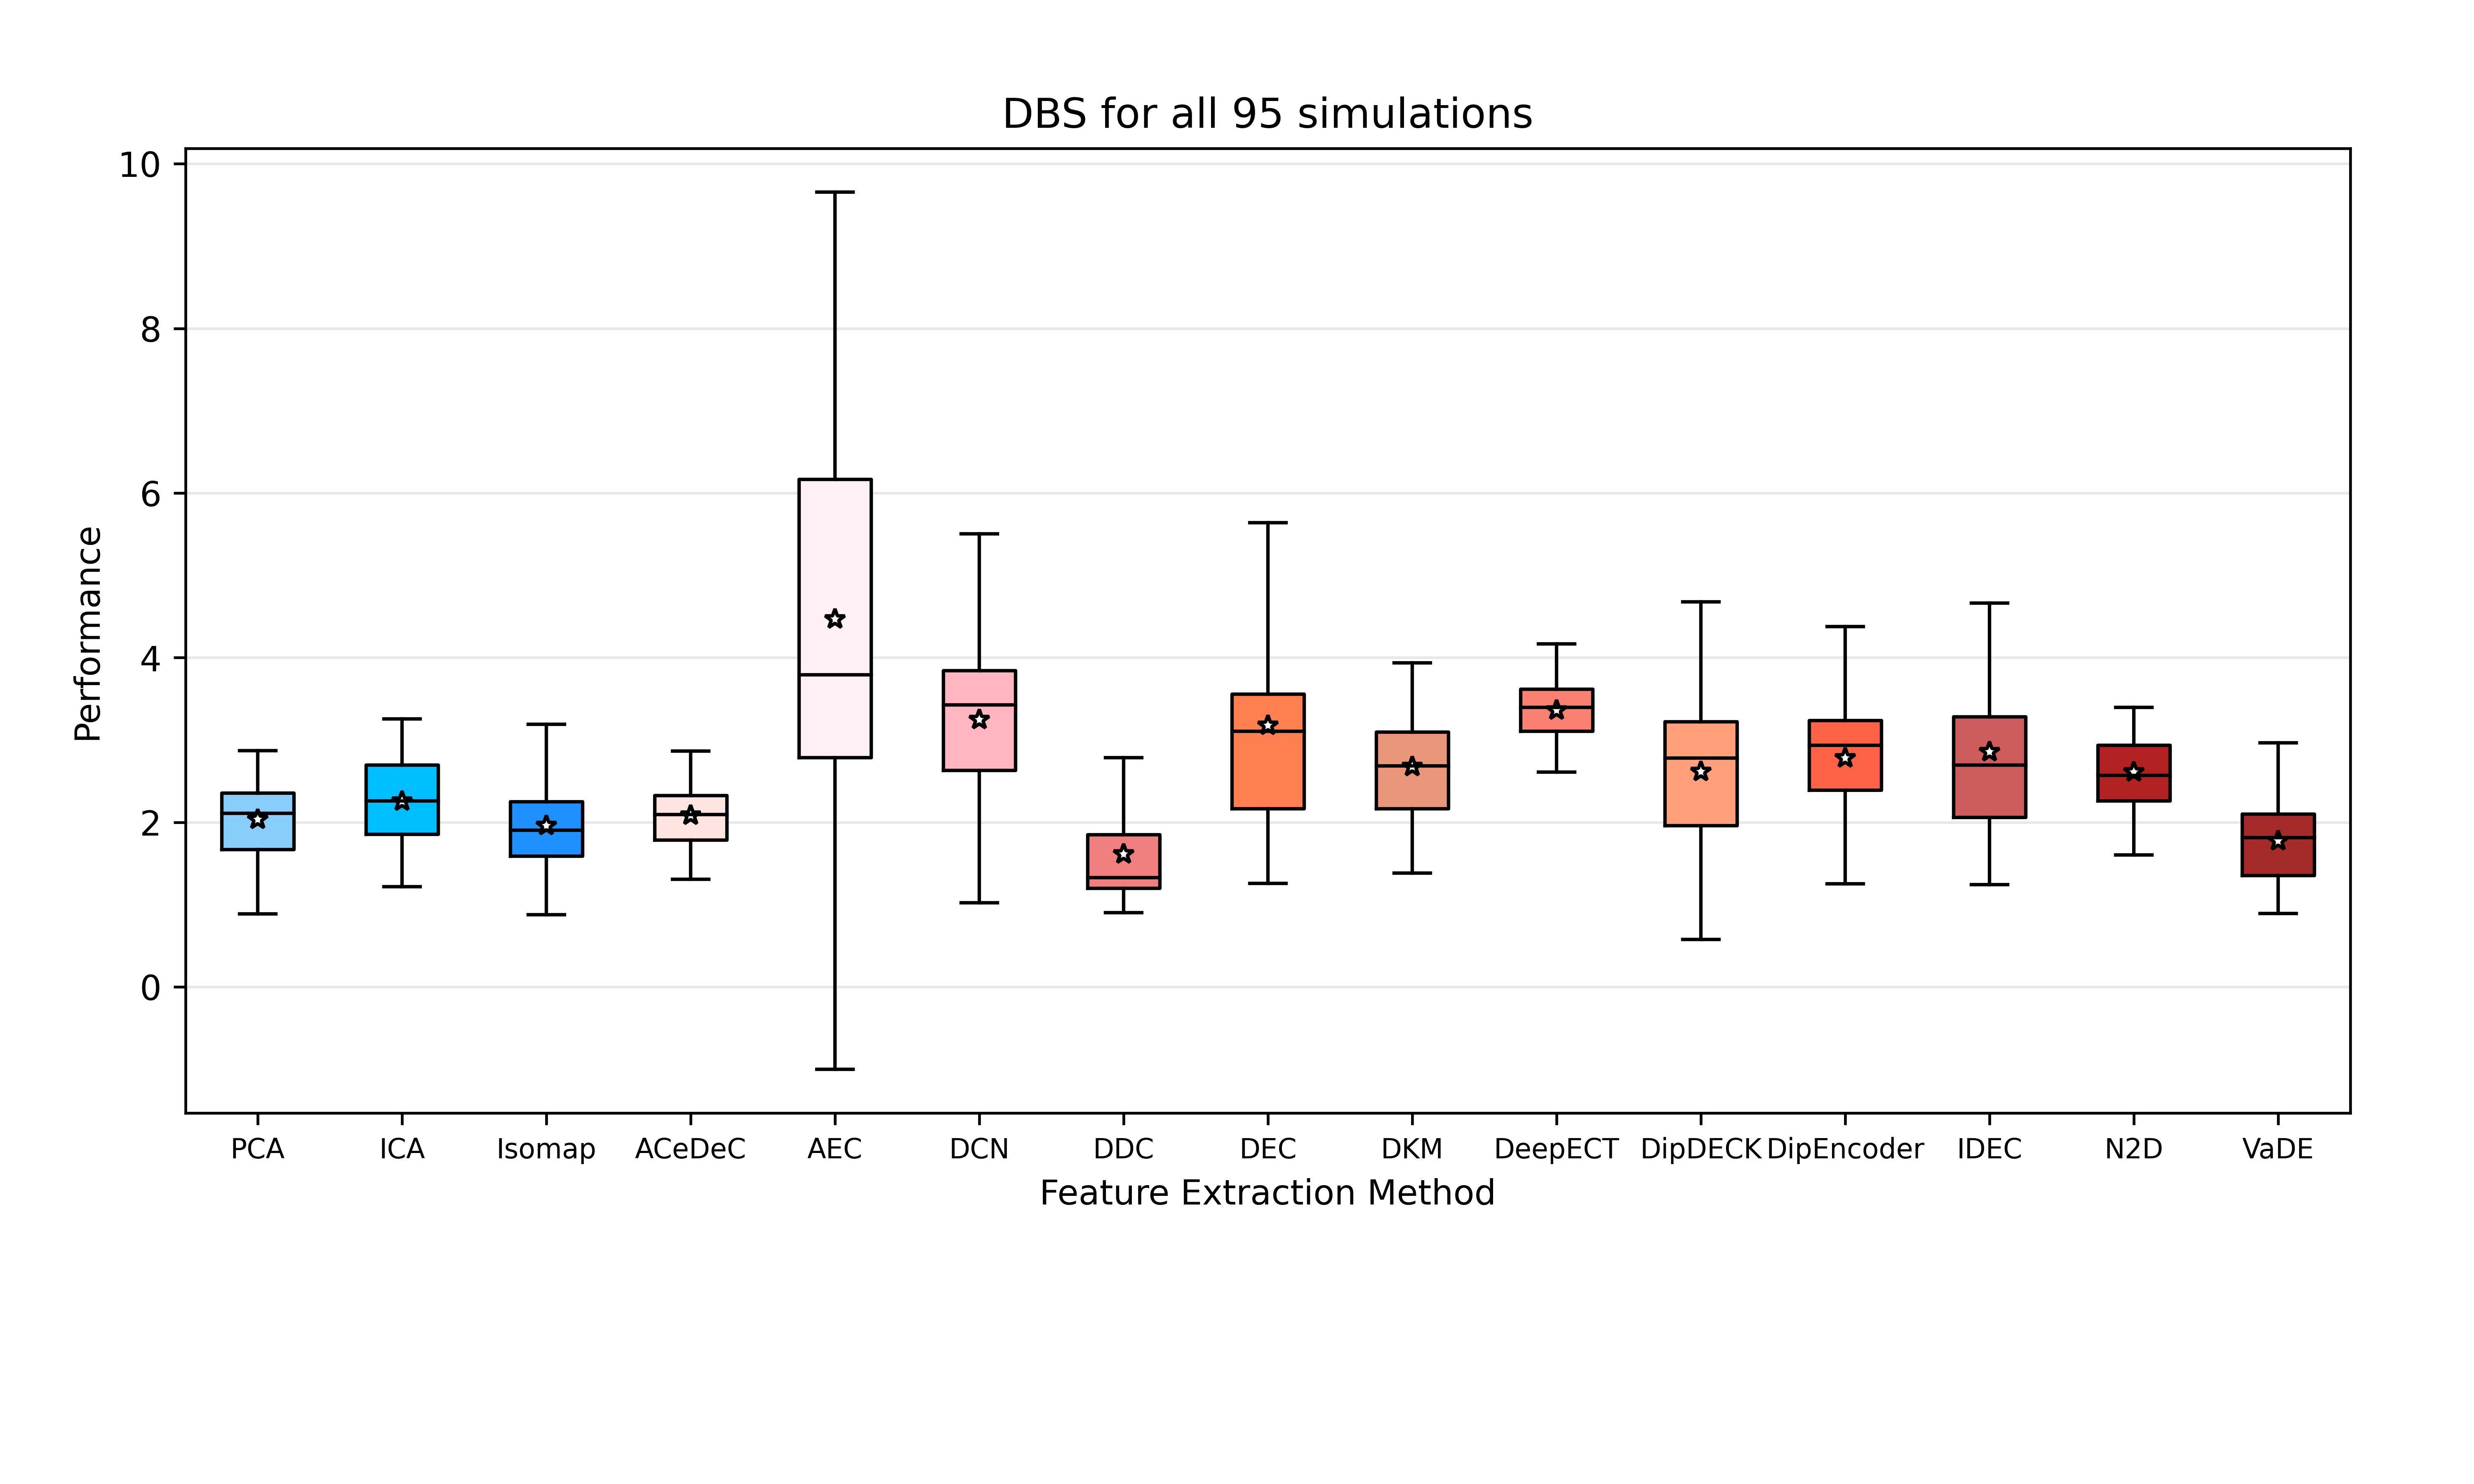 DBS for all 95 simulations
10
8
6
4
2
0
Performance
PCA ICA Isomap ACeDeC AEC DCN DDC DEC DKM DeepECT DipDECK DipEncoder IDEC N2D VaDE
Feature Extraction Method